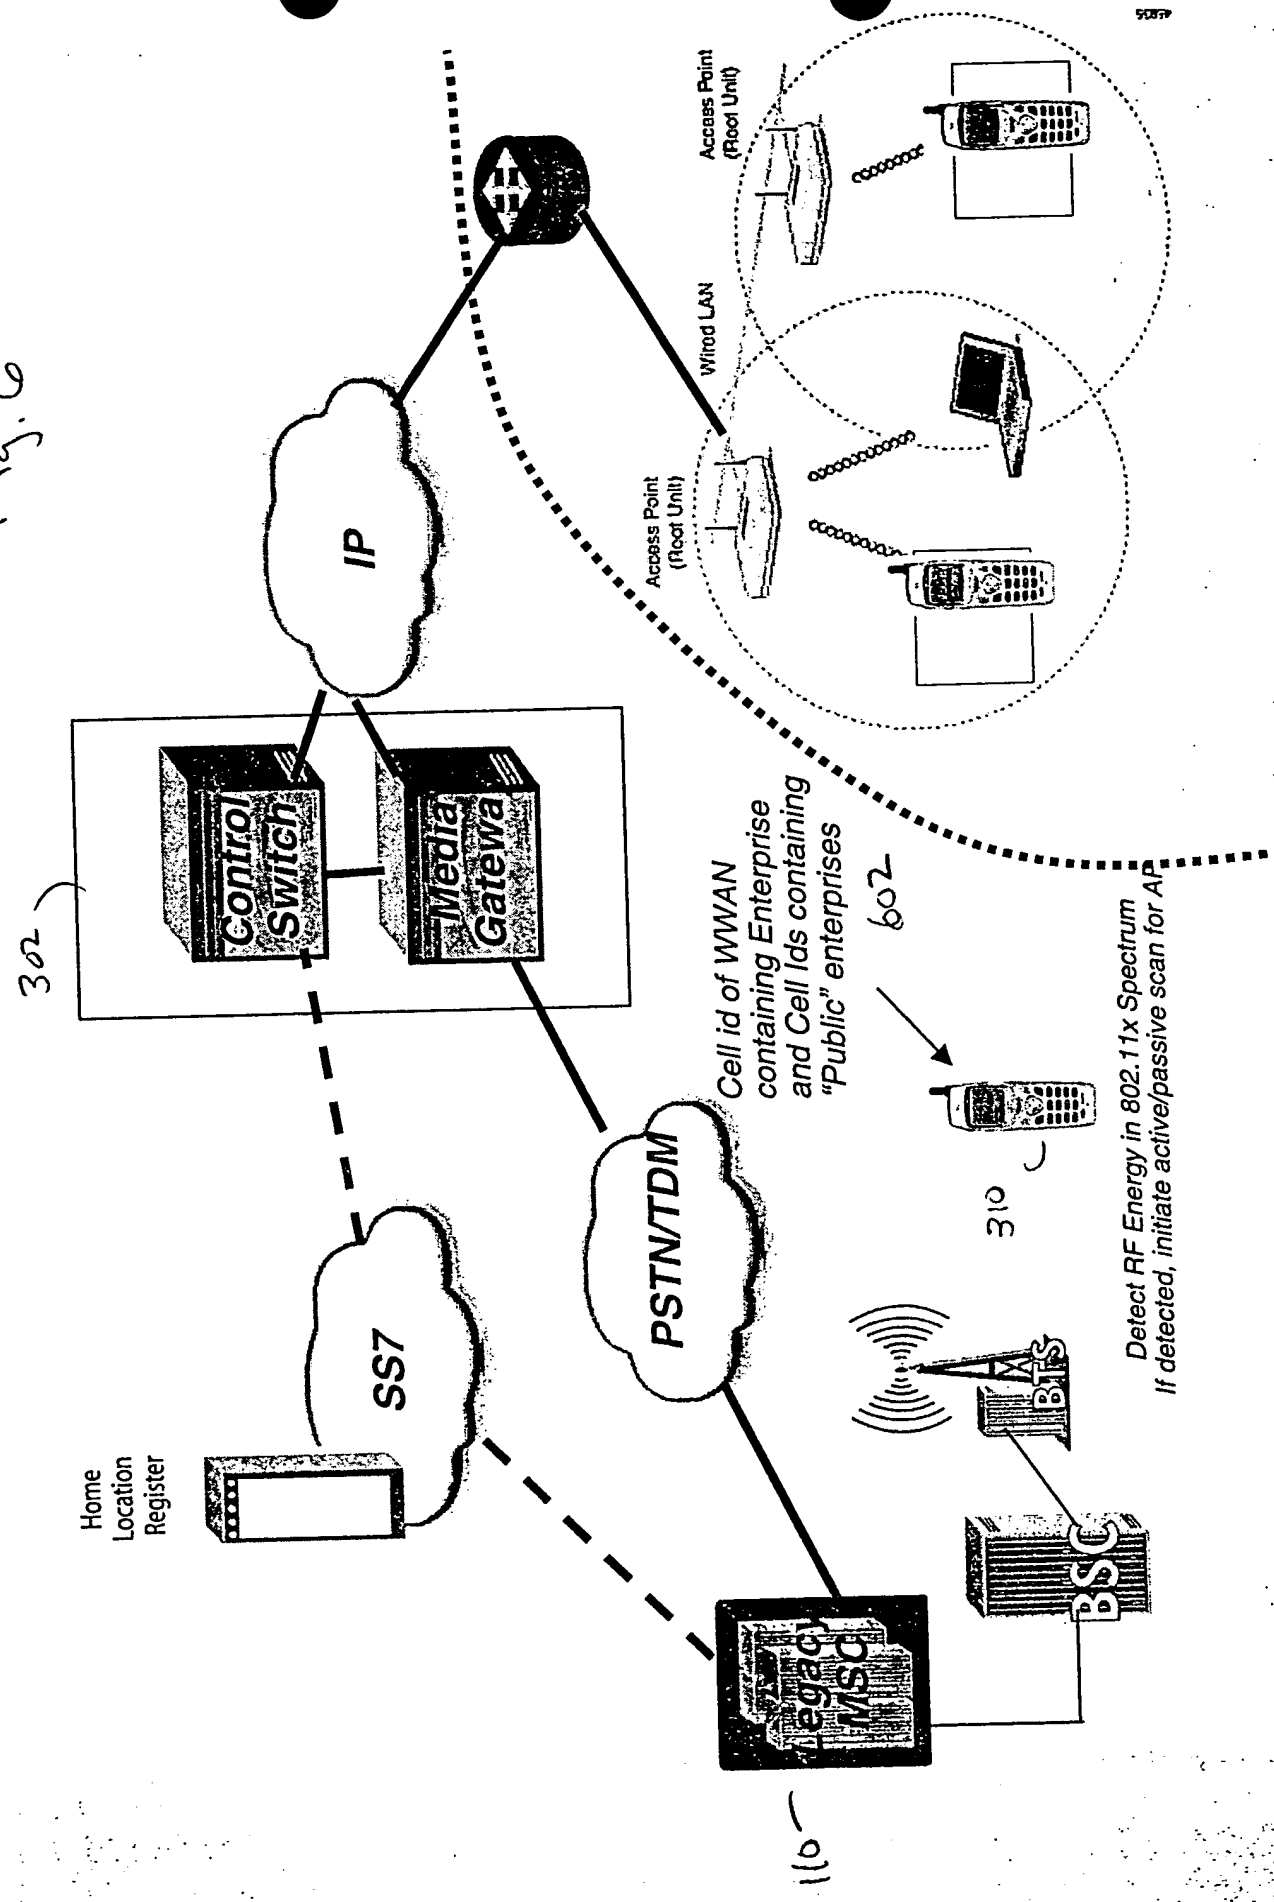 Fig. 6
302
Home
Location
Register
Control
Switch
Media
Gatewa
SS7
IP
PSTN/TDM
Access Point
(Root Unit)
Wired LAN
Access Point
(Root Unit)
Cell id of WWAN
containing Enterprise
and Cell Ids containing
"Public" enterprises
602
Legacy
MSC
110
BSC
BTS
310
Detect RF Energy in 802.11x Spectrum
If detected, initiate active/passive scan for AP